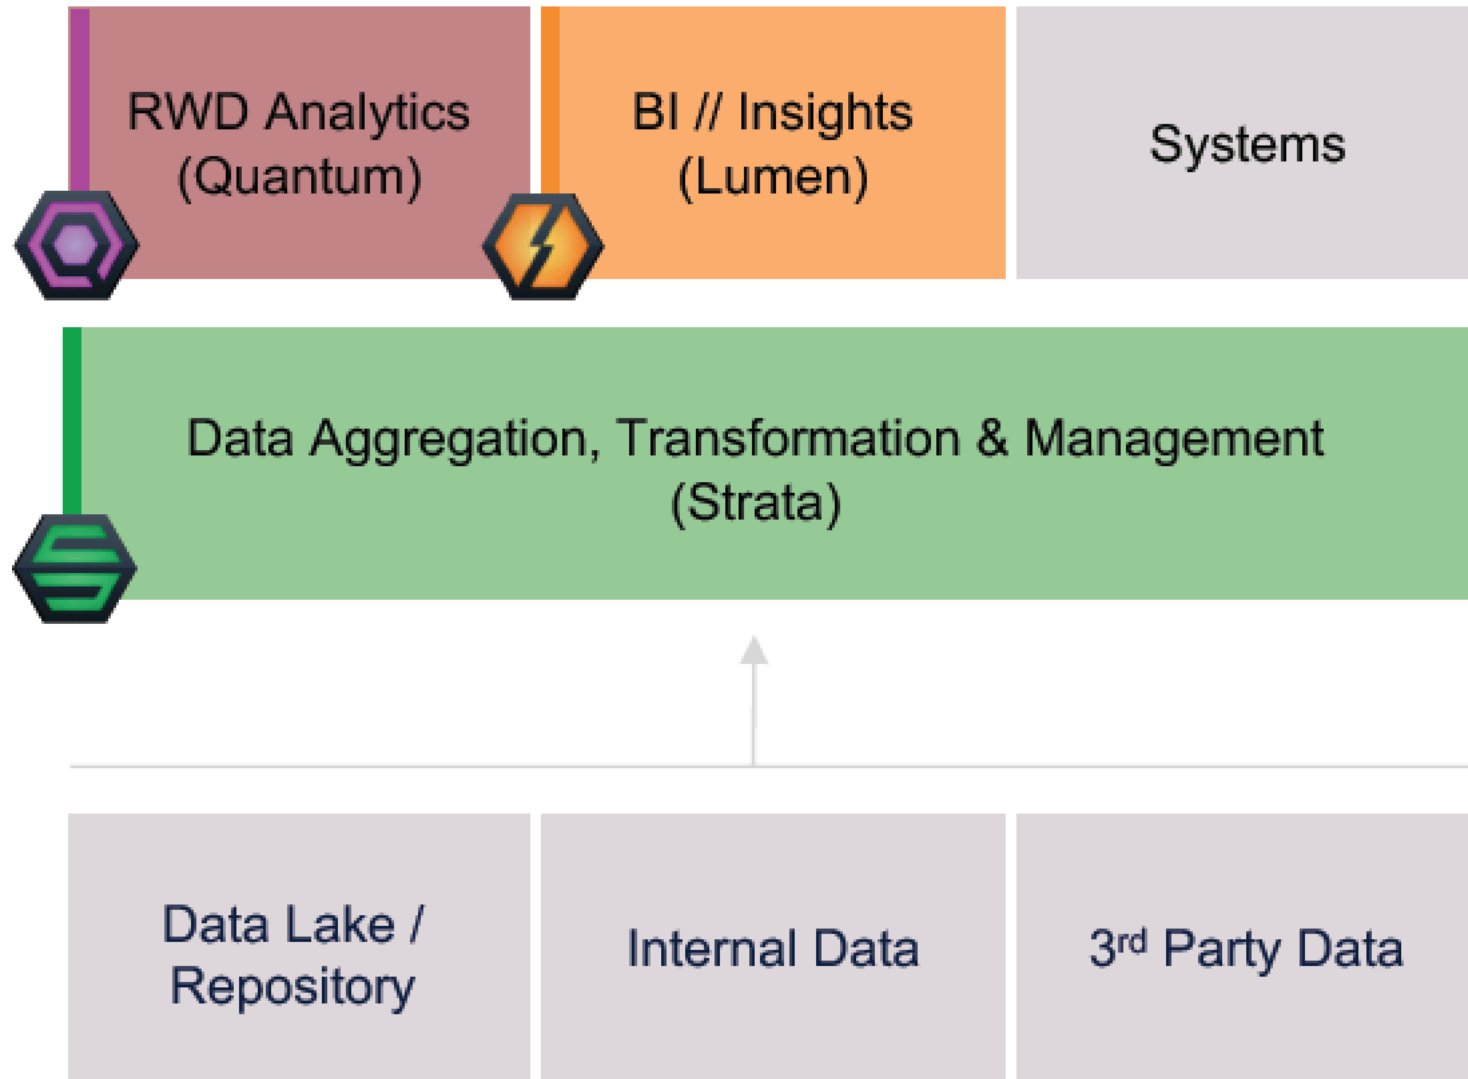 RWD Analytics
(Quantum)
BI // Insights
(Lumen)
Systems
Data Aggregation, Transformation & Management
(Strata)
Data Lake /
Repository
Internal Data
3rd Party Data